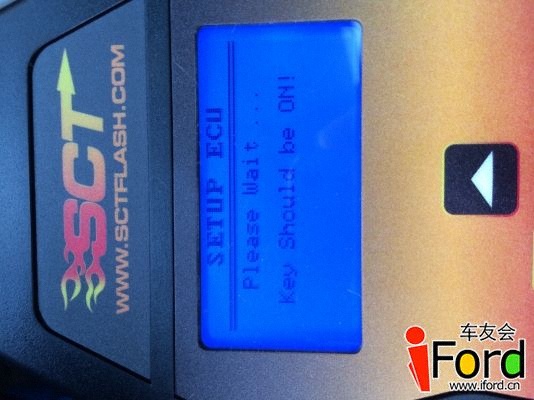 SCT
WWW.SCTFLASH.COM
SETUP ECU
Please Wait ...
Key Should be ON!
车友会
iFord
www.iford.cn